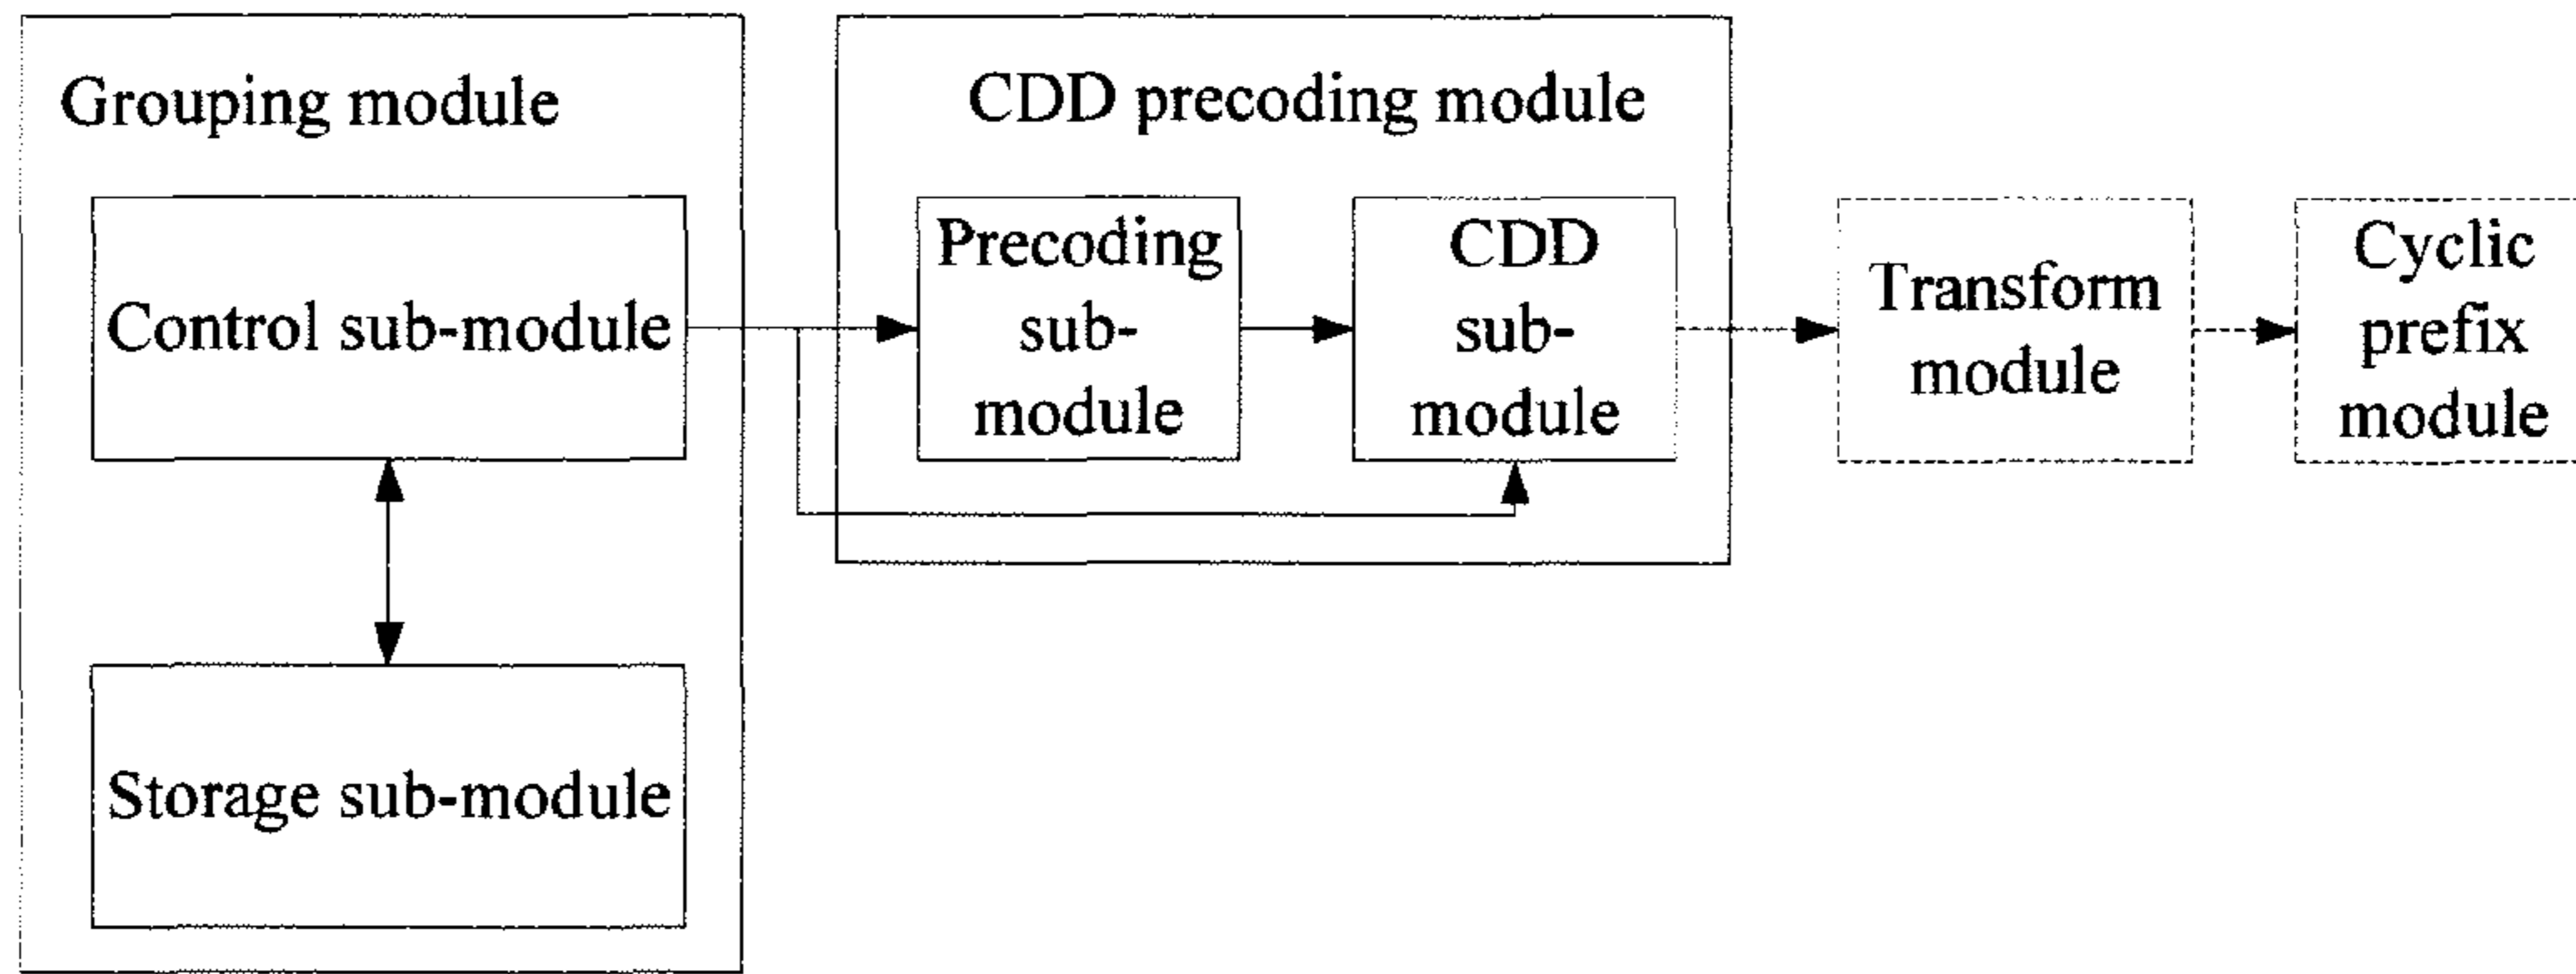 Grouping module
Control sub-module
Storage sub-module
CDD precoding module
Precoding
sub-
module
CDD
sub-
module
Transform
module
Cyclic
prefix
module